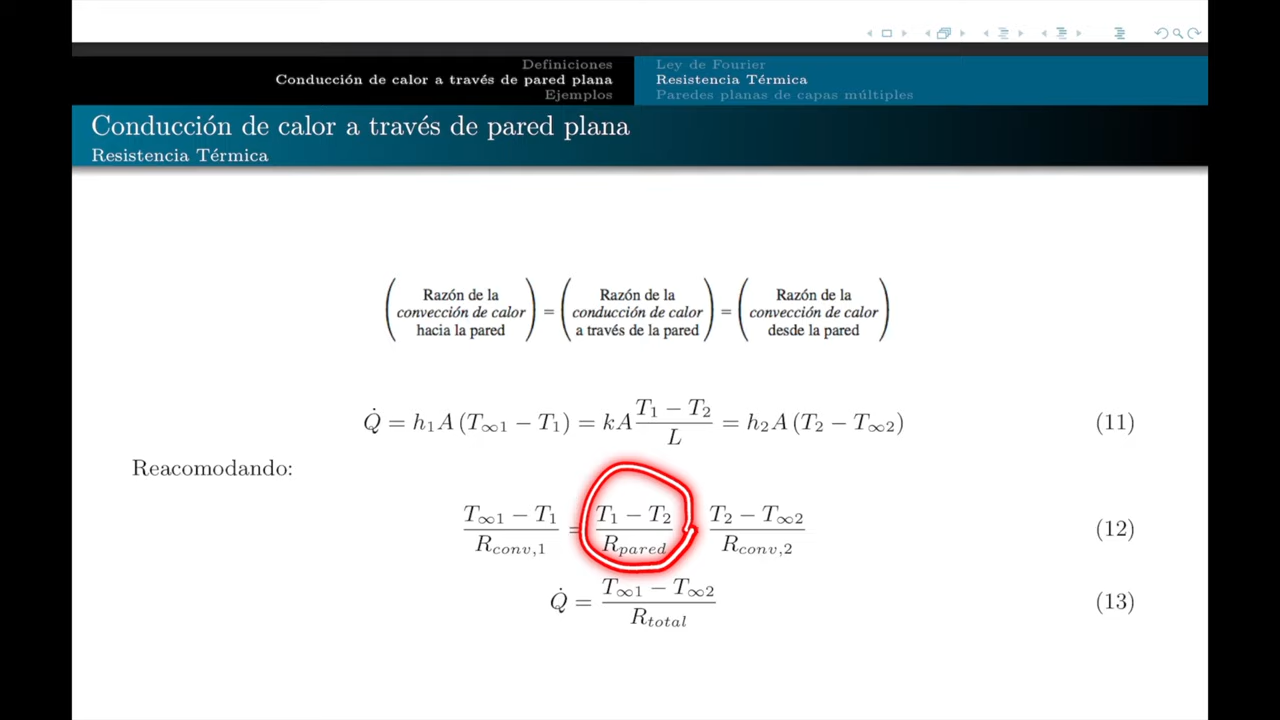 Definiciones
Conducción de calor a través de pared plana
Ejemplos
Ley de Fourier
Resistencia Térmica
Paredes planas de capas múltiples
Conducción de calor a través de pared plana
Resistencia Térmica
(Razón de la convección de calor hacia la pared) = (Razón de la conducción de calor a través de la pared) = (Razón de la convección de calor desde la pared)
Q̇ = h₁A (T∞1 − T₁) = kA (T₁ − T₂)/L = h₂A (T₂ − T∞2) (11)
Reacomodando:
(T∞1 − T₁)/R_conv,1 = (T₁ − T₂)/R_pared (T₂ − T∞2)/R_conv,2 (12)
Q̇ = (T∞1 − T∞2)/R_total (13)